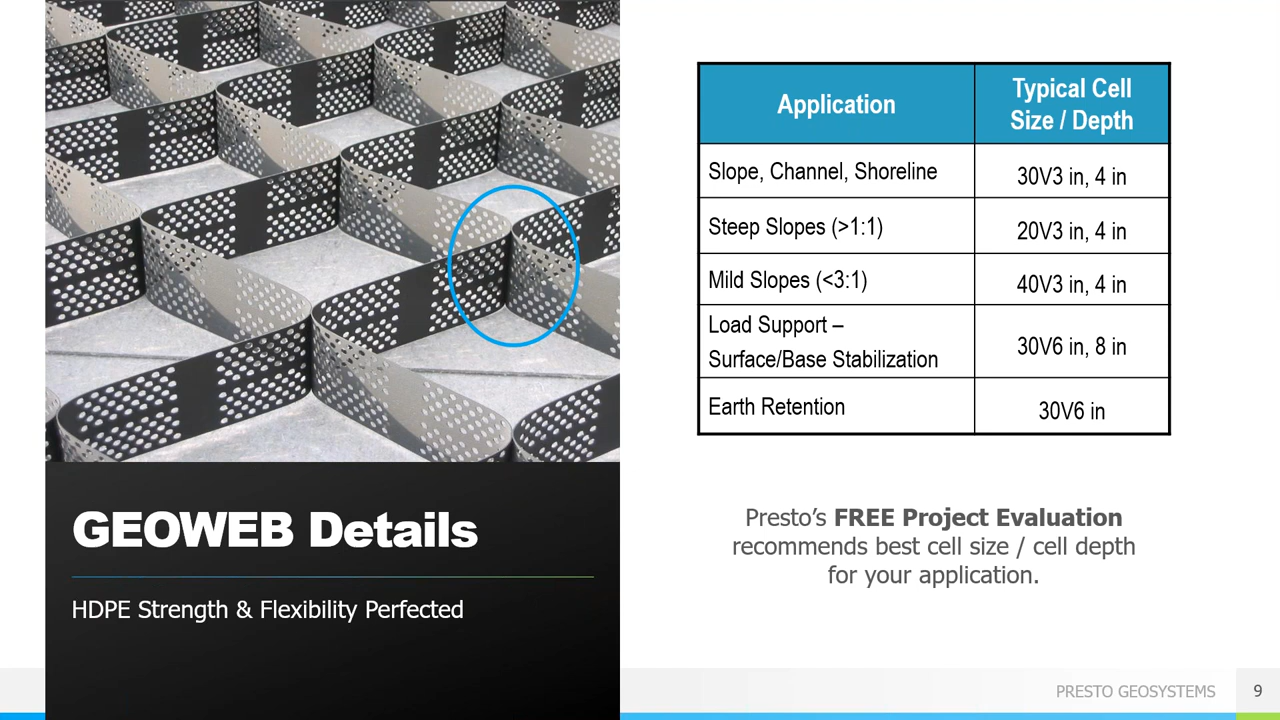 Application
Typical Cell
Size / Depth
Slope, Channel, Shoreline
30V3 in, 4 in
Steep Slopes (>1:1)
20V3 in, 4 in
Mild Slopes (<3:1)
40V3 in, 4 in
Load Support –
Surface/Base Stabilization
30V6 in, 8 in
Earth Retention
30V6 in
GEOWEB Details
HDPE Strength & Flexibility Perfected
Presto’s FREE Project Evaluation
recommends best cell size / cell depth
for your application.
PRESTO GEOSYSTEMS
9